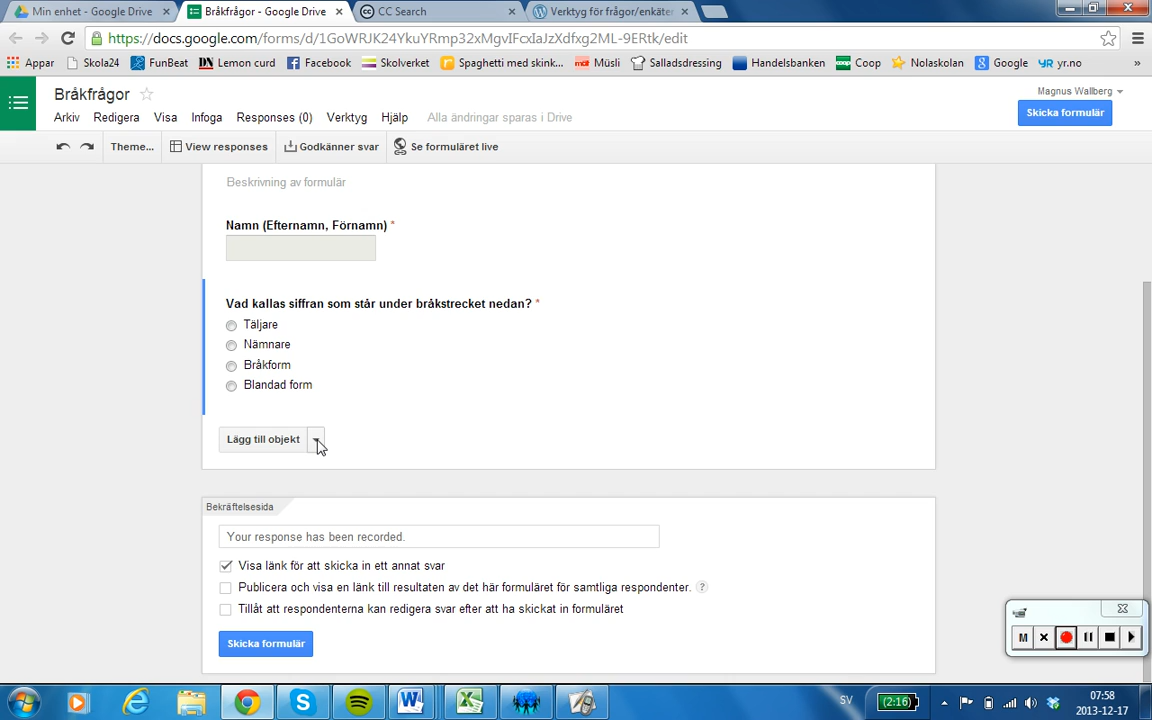 Min enhet - Google Drive
Bråkfrågor - Google Drive
CC Search
Verktyg för frågor/enkäter
https://docs.google.com/forms/d/1GoWRJK24YkuYRmp32xMgvIFcxIaJzXdfxg2ML-9ERtk/edit
Appar Skola24 FunBeat DN Lemon curd Facebook Skolverket Spaghetti med skink... mat Müsli Salladsdressing Handelsbanken coop Coop Nolaskolan Google YR yr.no »
Bråkfrågor
Magnus Wallberg
Arkiv Redigera Visa Infoga Responses (0) Verktyg Hjälp Alla ändringar sparas i Drive
Skicka formulär
Theme... View responses Godkänner svar Se formuläret live
Beskrivning av formulär
Namn (Efternamn, Förnamn) *
Vad kallas siffran som står under bråkstrecket nedan? *
Täljare
Nämnare
Bråkform
Blandad form
Lägg till objekt
Bekräftelsesida
Your response has been recorded.
Visa länk för att skicka in ett annat svar
Publicera och visa en länk till resultaten av det här formuläret för samtliga respondenter. ?
Tillåt att respondenterna kan redigera svar efter att ha skickat in formuläret
Skicka formulär
M
SV (2:16) 07:58
2013-12-17